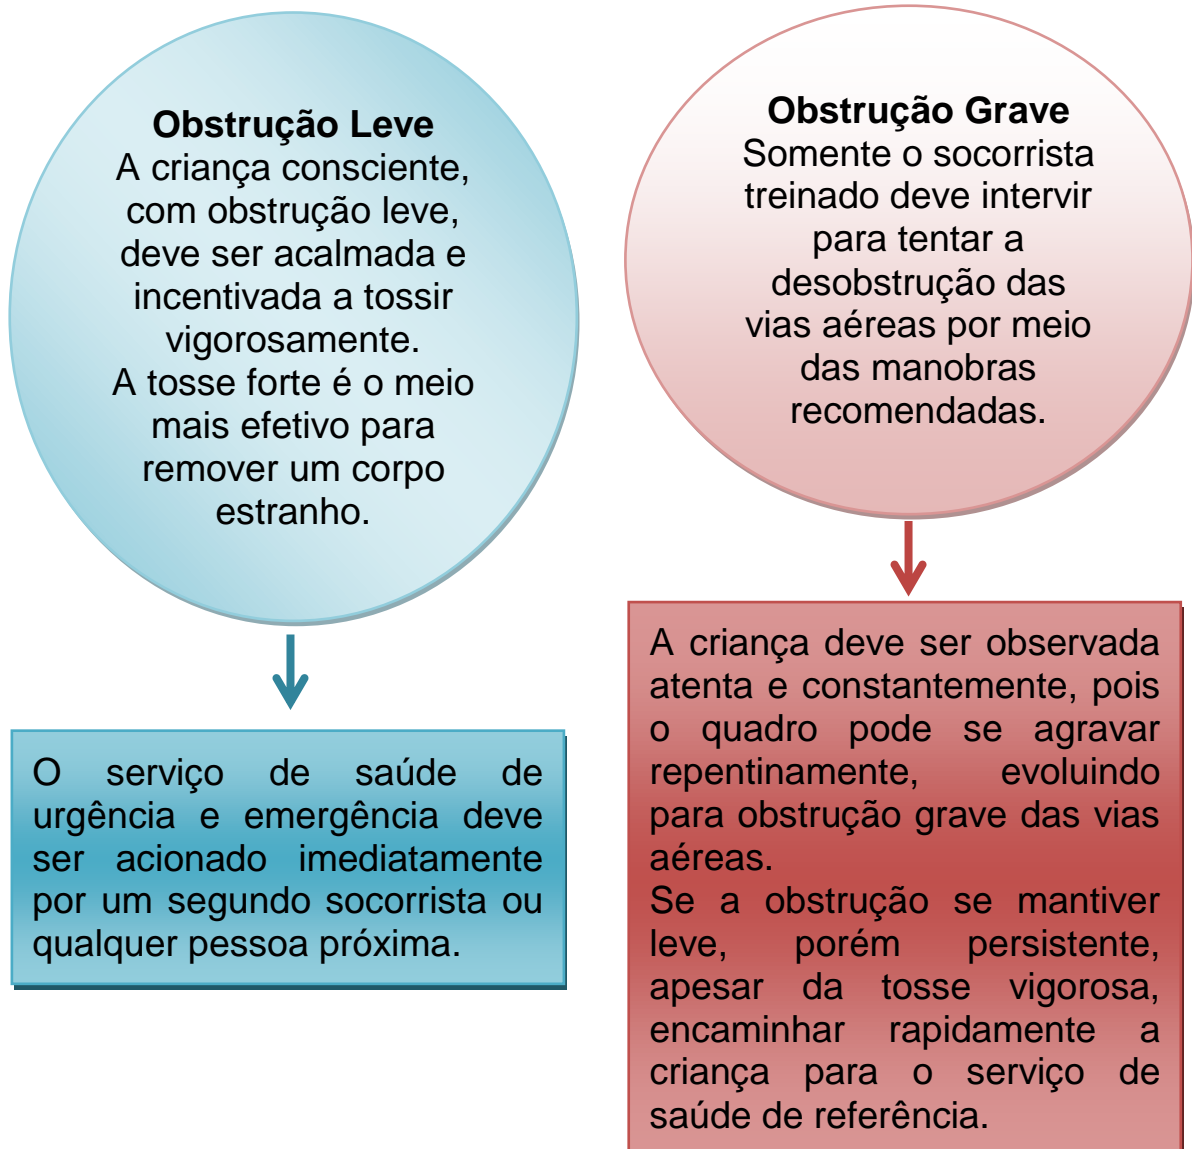 Obstrução Leve
A criança consciente,
com obstrução leve,
deve ser acalmada e
incentivada a tossir
vigorosamente.
A tosse forte é o meio
mais efetivo para
remover um corpo
estranho.
O serviço de saúde de
urgência e emergência deve
ser acionado imediatamente
por um segundo socorrista ou
qualquer pessoa próxima.
Obstrução Grave
Somente o socorrista
treinado deve intervir
para tentar a
desobstrução das
vias aéreas por meio
das manobras
recomendadas.
A criança deve ser observada
atenta e constantemente, pois
o quadro pode se agravar
repentinamente, evoluindo
para obstrução grave das vias
aéreas.
Se a obstrução se mantiver
leve, porém persistente,
apesar da tosse vigorosa,
encaminhar rapidamente a
criança para o serviço de
saúde de referência.